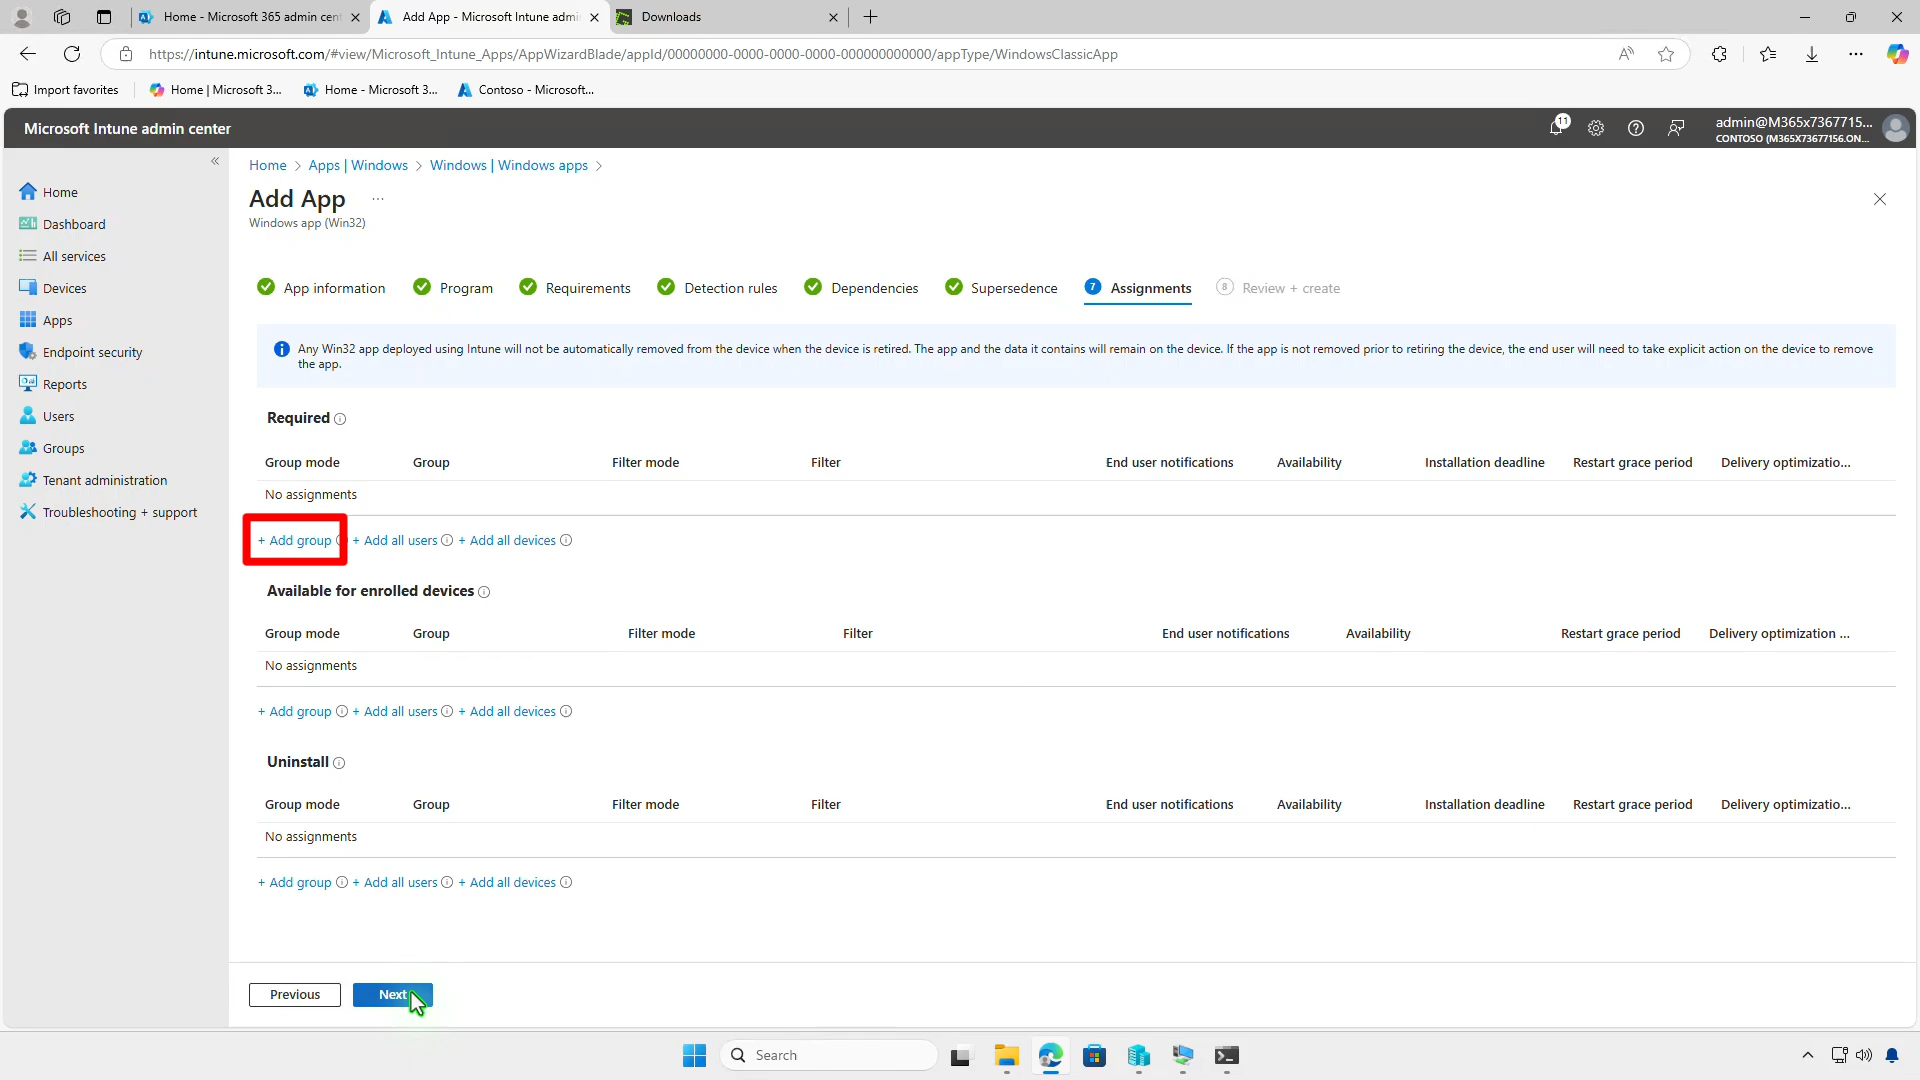 Home - Microsoft 365 admin cent
Add App - Microsoft Intune admin
Downloads
https://intune.microsoft.com/#view/Microsoft_Intune_Apps/AppWizardBlade/appId/00000000-0000-0000-0000-000000000000/appType/WindowsClassicApp
Import favorites
Home | Microsoft 3...
Home - Microsoft 3...
Contoso - Microsoft...
Microsoft Intune admin center
11
admin@M365x7367715...
CONTOSO (M365X73677156.ON...
Home
Dashboard
All services
Devices
Apps
Endpoint security
Reports
Users
Groups
Tenant administration
Troubleshooting + support
Home > Apps | Windows > Windows | Windows apps >
Add App ...
Windows app (Win32)
App information
Program
Requirements
Detection rules
Dependencies
Supersedence
7 Assignments
8 Review + create
Any Win32 app deployed using Intune will not be automatically removed from the device when the device is retired. The app and the data it contains will remain on the device. If the app is not removed prior to retiring the device, the end user will need to take explicit action on the device to remove
the app.
Required
Group mode Group Filter mode Filter End user notifications Availability Installation deadline Restart grace period Delivery optimizatio...
No assignments
+ Add group + Add all users + Add all devices
Available for enrolled devices
Group mode Group Filter mode Filter End user notifications Availability Restart grace period Delivery optimization ...
No assignments
+ Add group + Add all users + Add all devices
Uninstall
Group mode Group Filter mode Filter End user notifications Availability Installation deadline Restart grace period Delivery optimizatio...
No assignments
+ Add group + Add all users + Add all devices
Previous
Next
Search